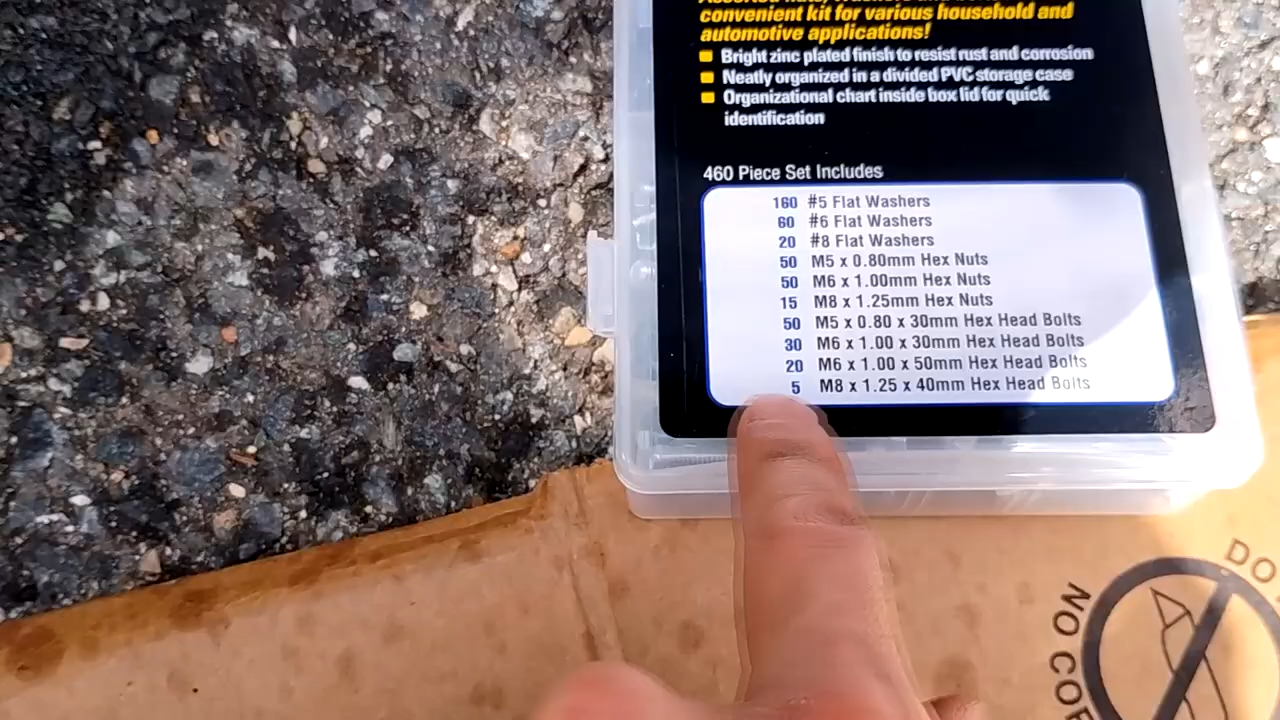 convenient kit for various household and
automotive applications!
Bright zinc plated finish to resist rust and corrosion
Neatly organized in a divided PVC storage case
Organizational chart inside box lid for quick
identification
460 Piece Set Includes
160 #5 Flat Washers
60 #6 Flat Washers
20 #8 Flat Washers
50 M5 x 0.80mm Hex Nuts
50 M6 x 1.00mm Hex Nuts
15 M8 x 1.25mm Hex Nuts
50 M5 x 0.80 x 30mm Hex Head Bolts
30 M6 x 1.00 x 30mm Hex Head Bolts
20 M6 x 1.00 x 50mm Hex Head Bolts
5 M8 x 1.25 x 40mm Hex Head Bolts
DO
NO